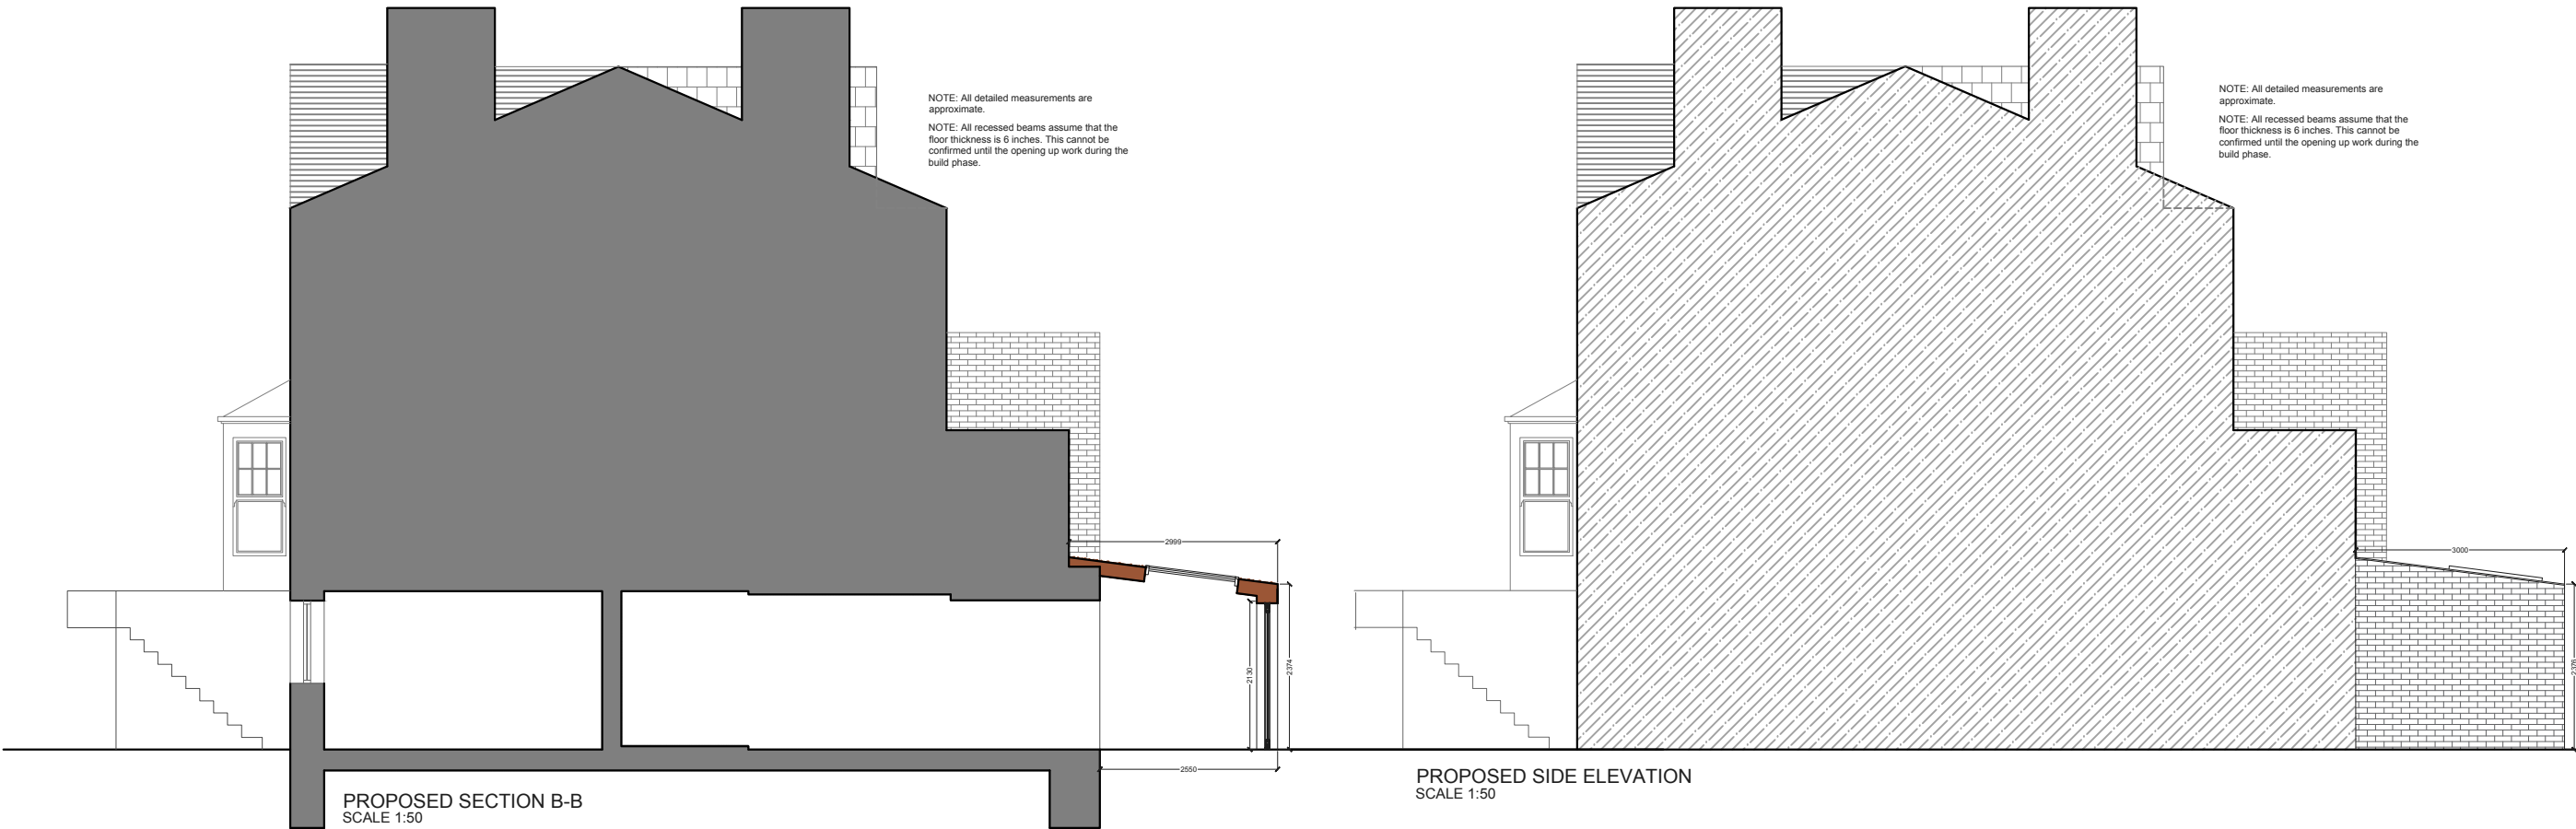 NOTE: All detailed measurements are
approximate.
NOTE: All recessed beams assume that the
floor thickness is 6 inches. This cannot be
confirmed until the opening up work during the
build phase.
2999
2130
2374
2550
PROPOSED SECTION B-B
SCALE 1:50
NOTE: All detailed measurements are
approximate.
NOTE: All recessed beams assume that the
floor thickness is 6 inches. This cannot be
confirmed until the opening up work during the
build phase.
3000
2376
PROPOSED SIDE ELEVATION
SCALE 1:50